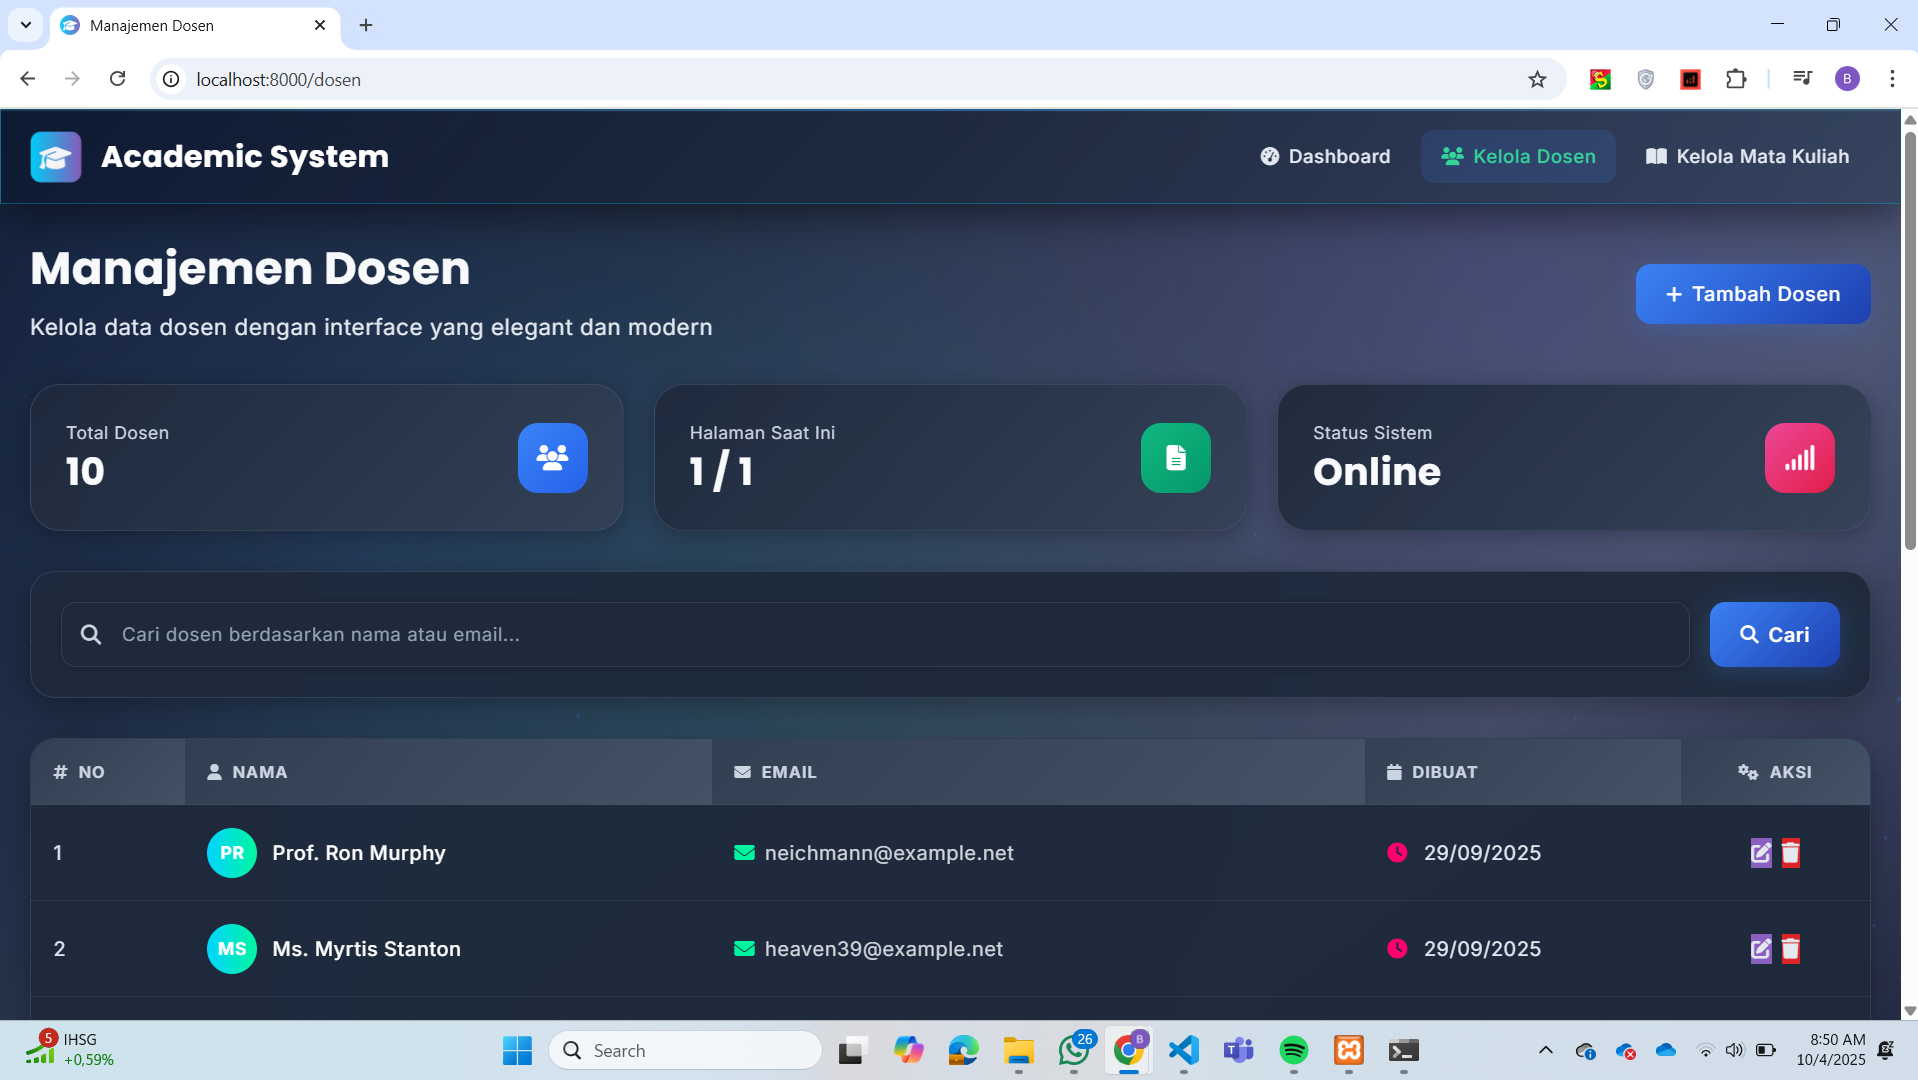 Manajemen Dosen
localhost:8000/dosen
B
Academic System
Dashboard
Kelola Dosen
Kelola Mata Kuliah
Manajemen Dosen
Kelola data dosen dengan interface yang elegant dan modern
+ Tambah Dosen
Total Dosen
10
Halaman Saat Ini
1 / 1
Status Sistem
Online
Cari dosen berdasarkan nama atau email...
Cari
# NO
NAMA
EMAIL
DIBUAT
AKSI
1
PR
Prof. Ron Murphy
neichmann@example.net
29/09/2025
2
MS
Ms. Myrtis Stanton
heaven39@example.net
29/09/2025
5
IHSG
+0,59%
Search
26
B
8:50 AM
10/4/2025